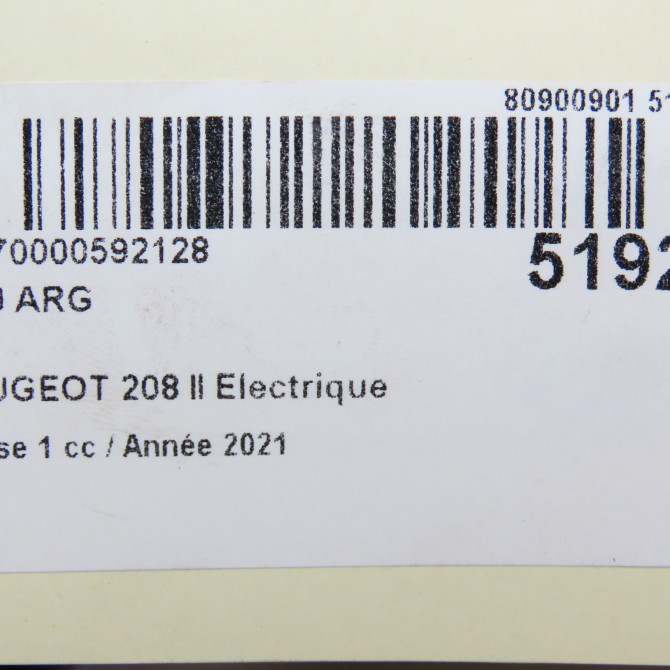 80900901 51
70000592128
5192
ARG
UGEOT 208 II Electrique
se 1 cc / Année 2021